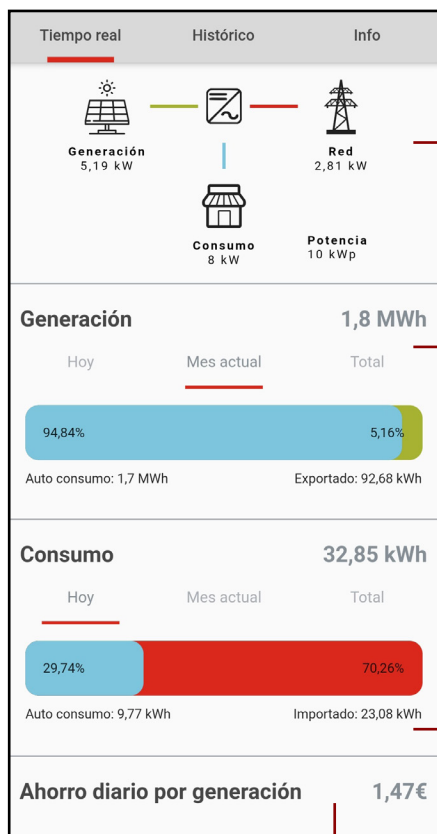 Tiempo real Histórico Info
Generación
5,19 kW
Red
2,81 kW
Consumo
8 kW
Potencia
10 kWp
Generación 1,8 MWh
Hoy Mes actual Total
94,84% 5,16%
Auto consumo: 1,7 MWh Exportado: 92,68 kWh
Consumo 32,85 kWh
Hoy Mes actual Total
29,74% 70,26%
Auto consumo: 9,77 kWh Importado: 23,08 kWh
Ahorro diario por generación 1,47€